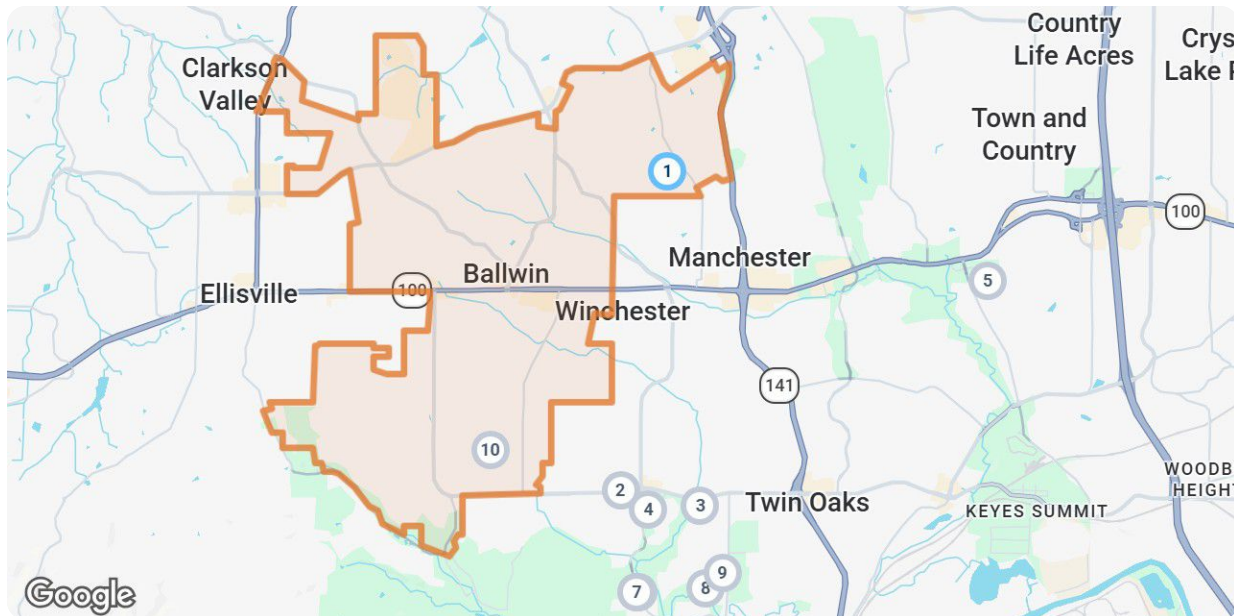 Country
Life Acres
Crys
Lake P
Clarkson
Valley
Town and
Country
1
100
Manchester
Ballwin
5
Ellisville
100
Winchester
141
10
2
4
3
Twin Oaks
WOODB
HEIGHT
KEYES SUMMIT
9
8
7
Google